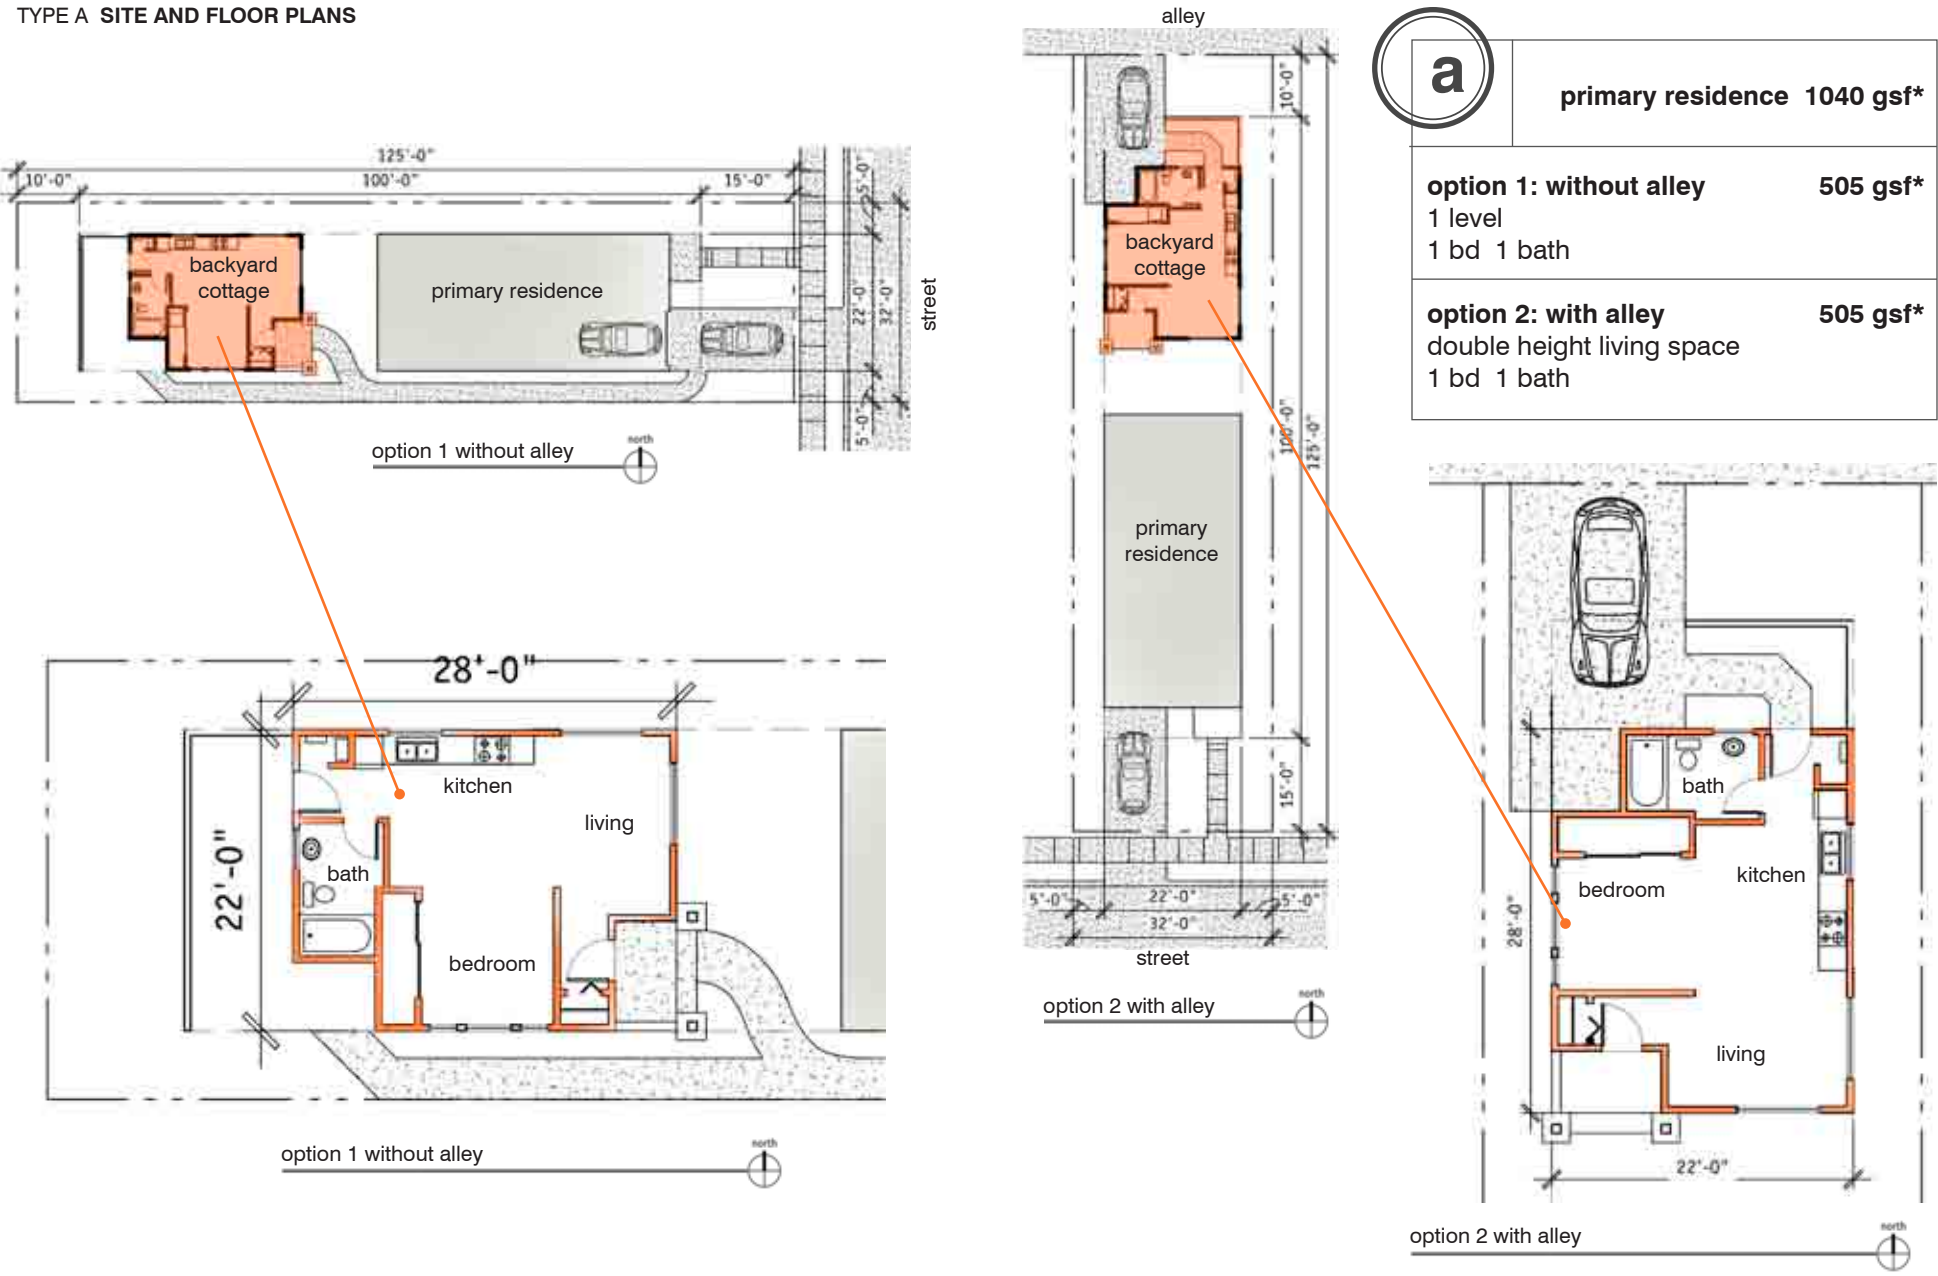 TYPE A SITE AND FLOOR PLANS
125'-0"
10'-0"
100'-0"
15'-0"
5'-0"
22'-0"
32'-0"
5'-0"
backyard
cottage
primary residence
street
option 1 without alley
north
28'-0"
22'-0"
kitchen
living
bath
bedroom
option 1 without alley
north
alley
10'-0"
backyard
cottage
100'-0"
125'-0"
primary
residence
15'-0"
5'-0"
22'-0"
5'-0"
32'-0"
street
option 2 with alley
north
a
primary residence 1040 gsf*
option 1: without alley 505 gsf*
1 level
1 bd 1 bath
option 2: with alley 505 gsf*
double height living space
1 bd 1 bath
bath
kitchen
bedroom
28'-0"
living
22'-0"
option 2 with alley
north